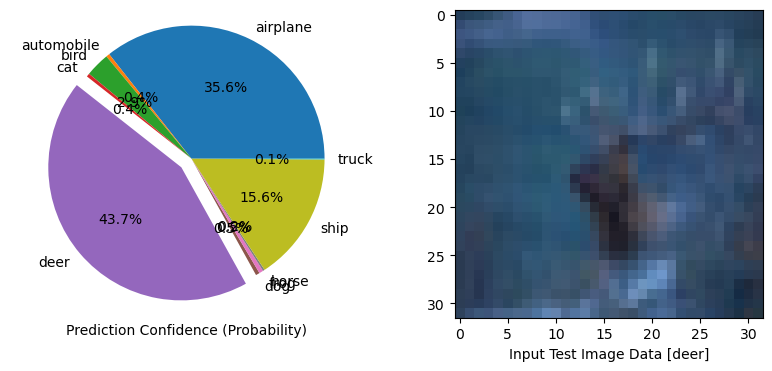 airplane
automobile
bird
cat
deer
dog
horse
ship
truck
35.6%
0.4%
0.4%
43.7%
15.6%
0.1%
Prediction Confidence (Probability)
0
5
10
15
20
25
30
0 5 10 15 20 25 30
Input Test Image Data [deer]